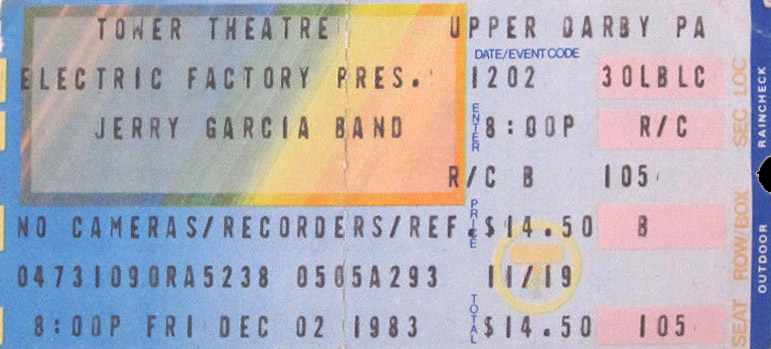 TOWER THEATRE UPPER DARBY PA
DATE/EVENT CODE
ELECTRIC FACTORY PRES. 1202 30LBLC
JERRY GARCIA BAND ENTER 8:00P R/C
R/C B 105
NO CAMERAS/RECORDERS/REF. PRICE $14.50 B
0473109ORA5238 0505A293 11/19
8:00P FRI DEC 02 1983 TOTAL $14.50 105
SEAT ROW/BOX SEC LOC
OUTDOOR RAINCHECK